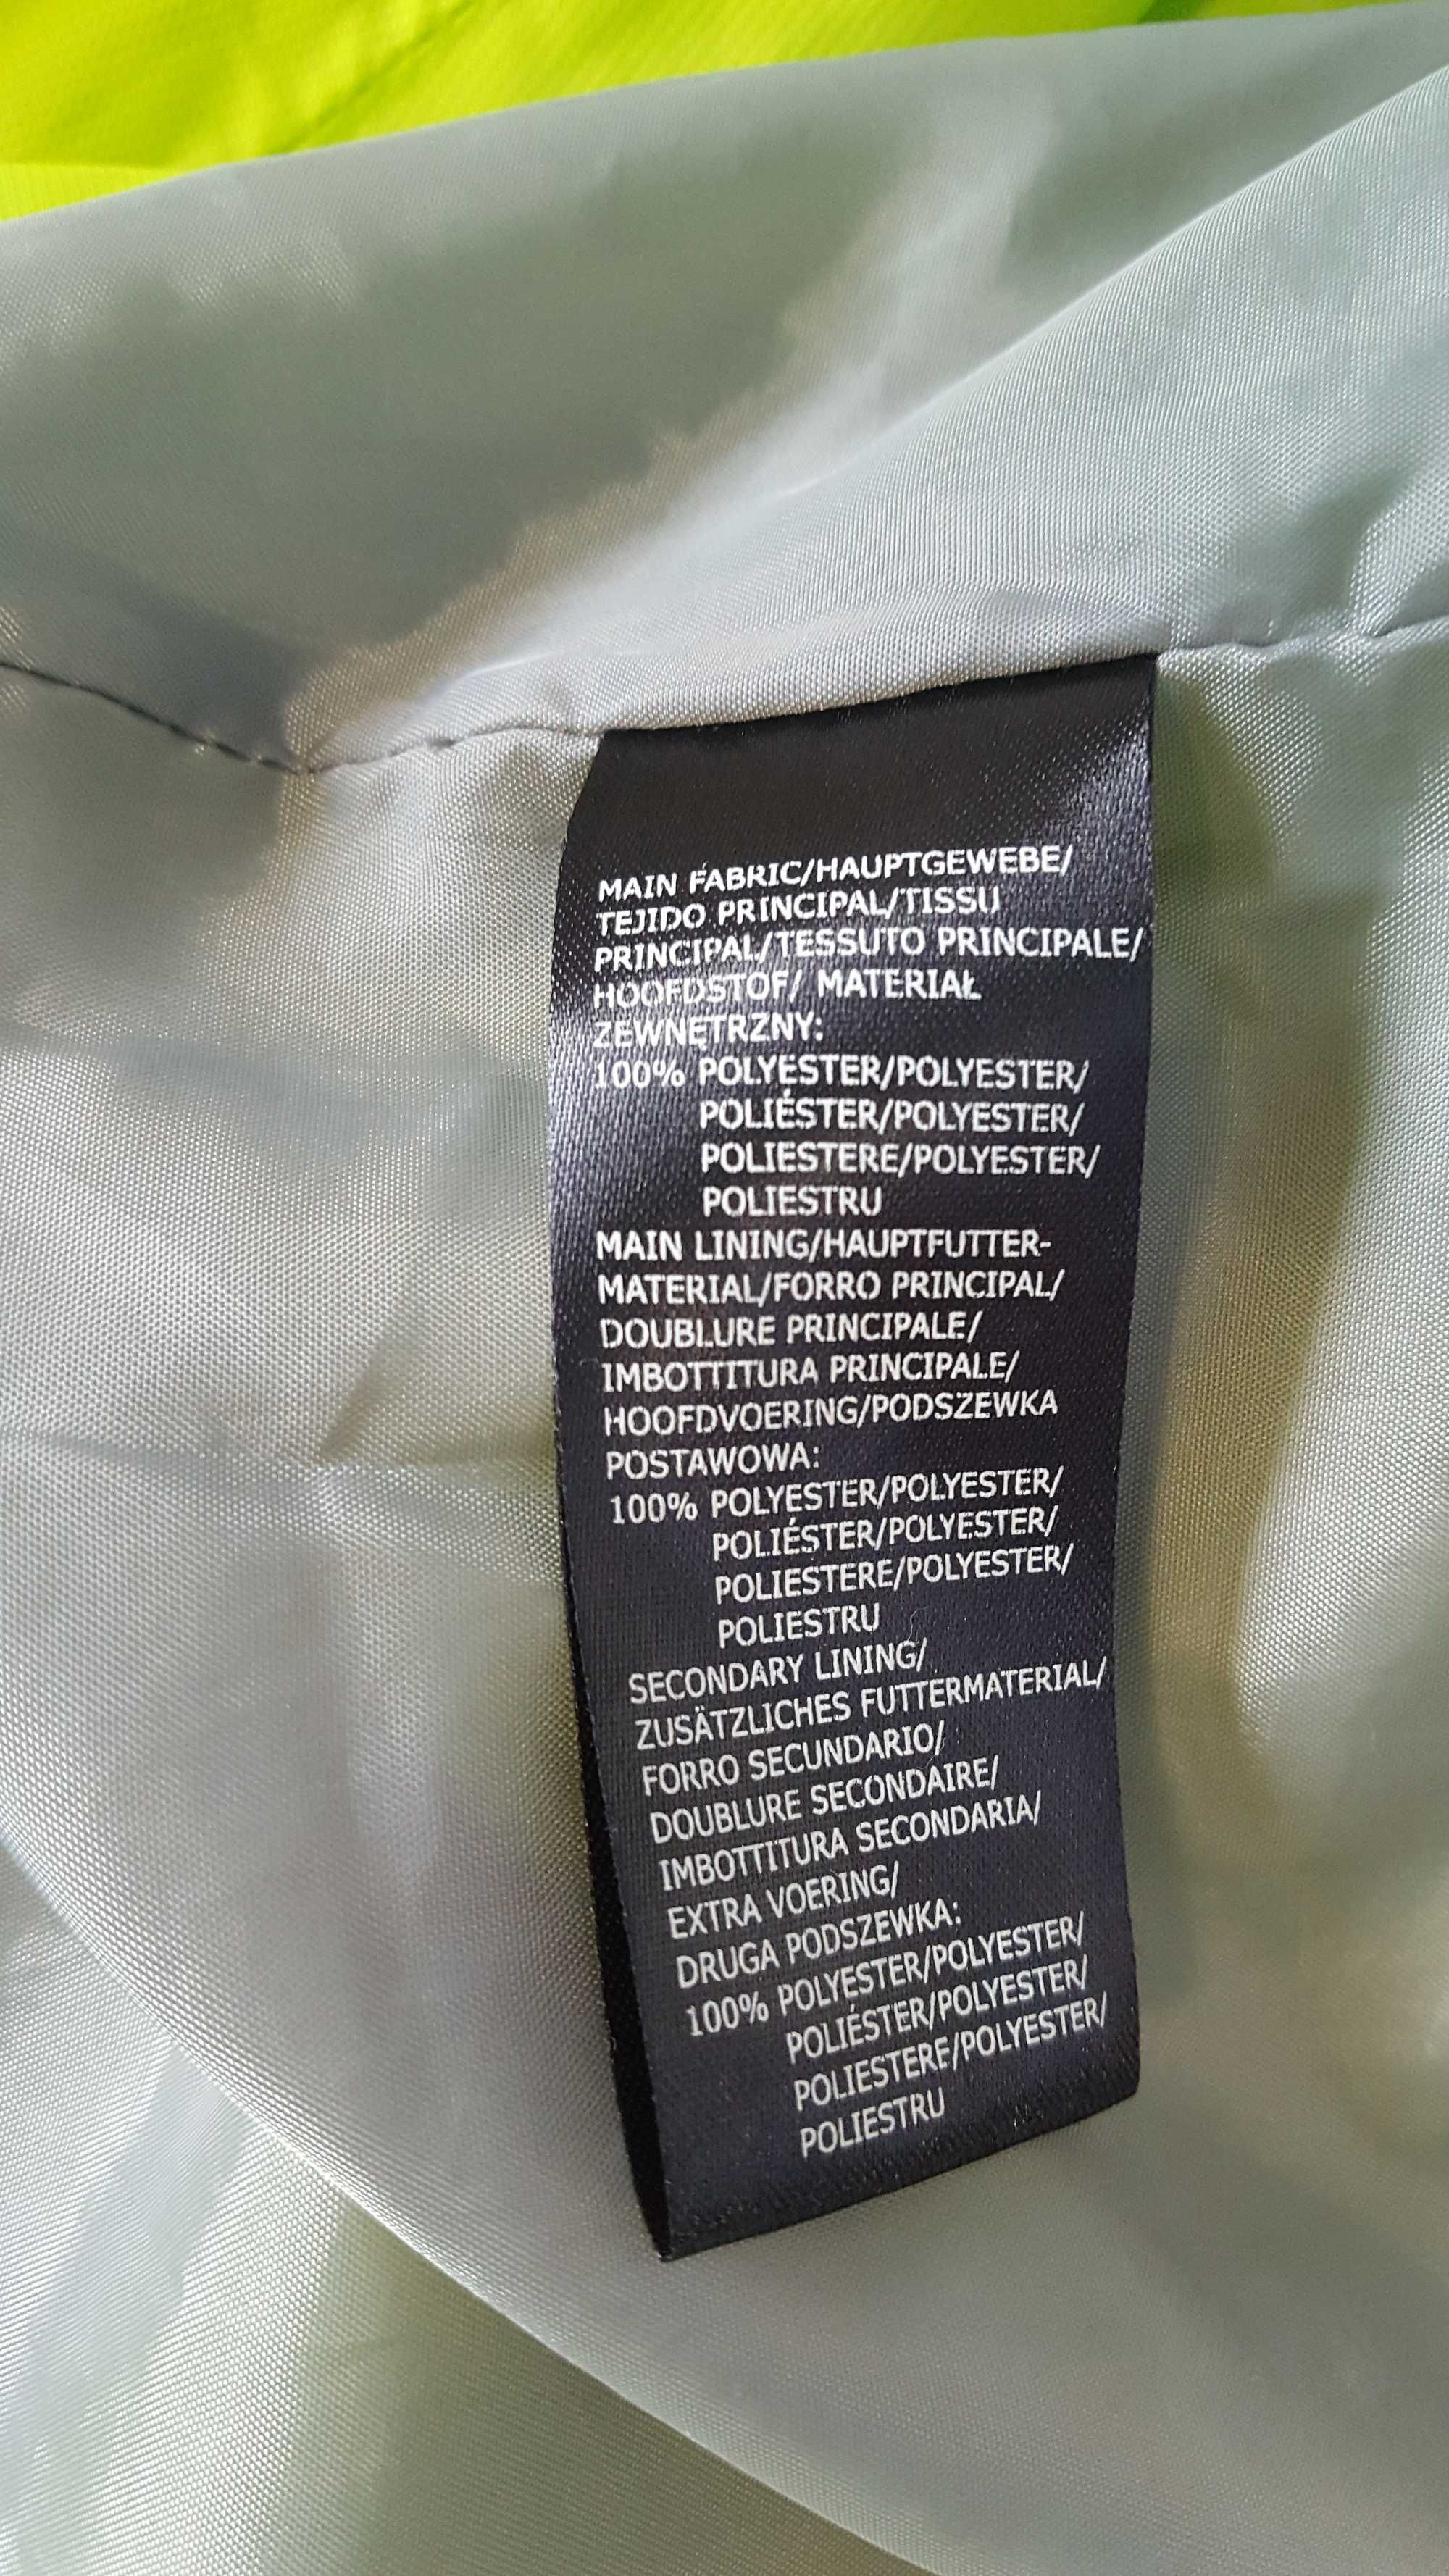 MAIN FABRIC/HAUPTGEWEBE/
TEJIDO PRINCIPAL/TISSU
PRINCIPAL/TESSUTO PRINCIPALE/
HOOFDSTOF/ MATERIAŁ
ZEWNĘTRZNY:
100% POLYESTER/POLYESTER/
POLIÉSTER/POLYESTER/
POLIESTERE/POLYESTER/
POLIESTRU
MAIN LINING/HAUPTFUTTER-
MATERIAL/FORRO PRINCIPAL/
DOUBLURE PRINCIPALE/
IMBOTTITURA PRINCIPALE/
HOOFDVOERING/PODSZEWKA
POSTAWOWA:
100% POLYESTER/POLYESTER/
POLIÉSTER/POLYESTER/
POLIESTERE/POLYESTER/
POLIESTRU
SECONDARY LINING/
ZUSÄTZLICHES FUTTERMATERIAL/
FORRO SECUNDARIO/
DOUBLURE SECONDAIRE/
IMBOTTITURA SECONDARIA/
EXTRA VOERING/
DRUGA PODSZEWKA:
100% POLYESTER/POLYESTER/
POLIÉSTER/POLYESTER/
POLIESTERE/POLYESTER/
POLIESTRU